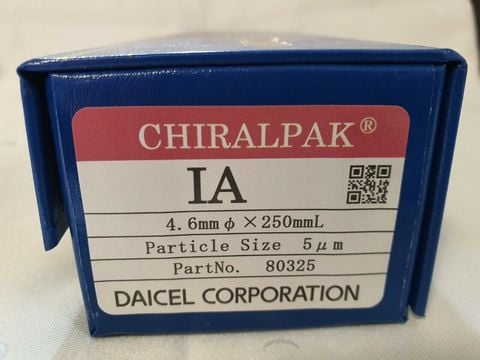 CHIRALPAK®
IA
4.6mmφ×250mmL
Particle Size 5μm
PartNo. 80325
DAICEL CORPORATION